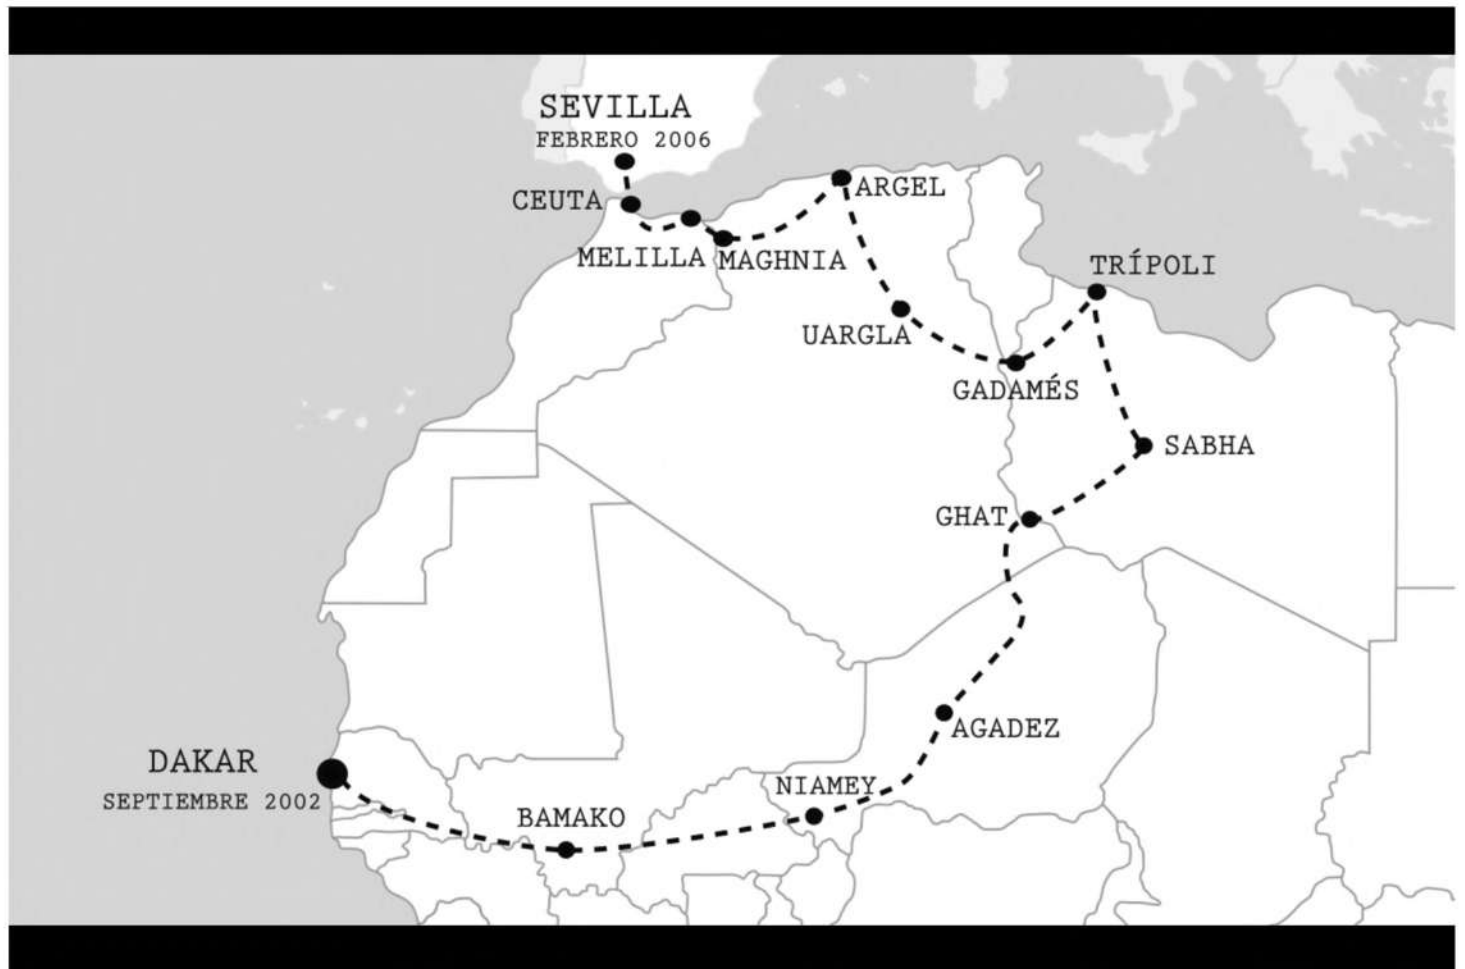 SEVILLA
FEBRERO 2006
CEUTA
ARGEL
MELILLA
MAGHNIA
TRÍPOLI
UARGLA
GADAMÉS
SABHA
GHAT
AGADEZ
DAKAR
SEPTIEMBRE 2002
NIAMEY
BAMAKO